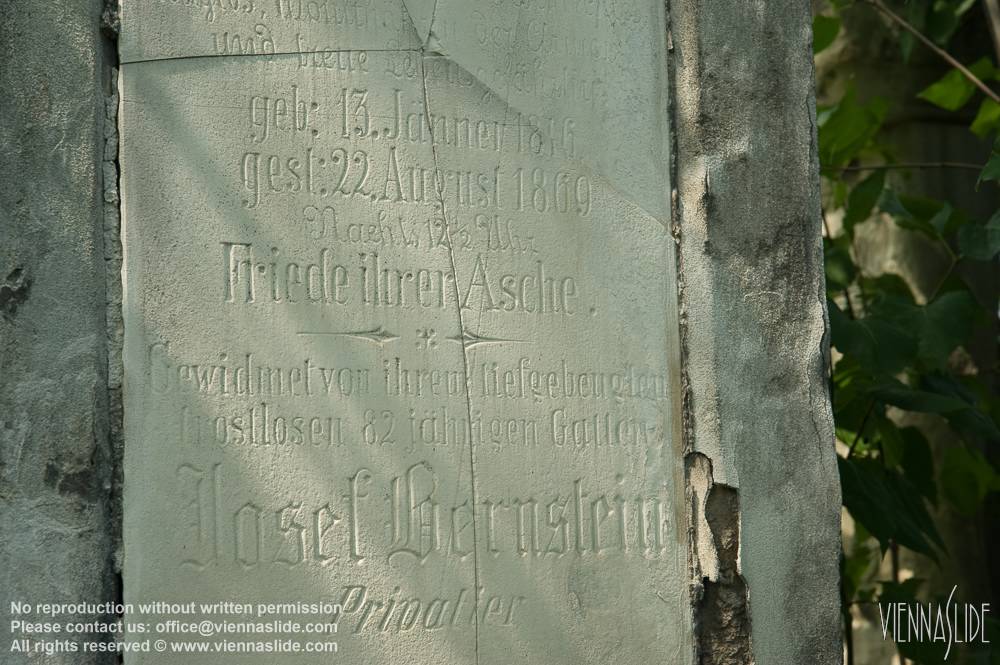 und treue
geb: 13. Jänner 1816
gest: 22. August 1869
Nachts 12½ Uhr
Friede ihrer Asche.
Gewidmet von ihrem tiefgebeugten
trostlosen 82 jährigen Gatten
Josef Bernstein
Privatier
No reproduction without written permission
Please contact us: office@viennaslide.com
All rights reserved © www.viennaslide.com
VIENNASLIDE